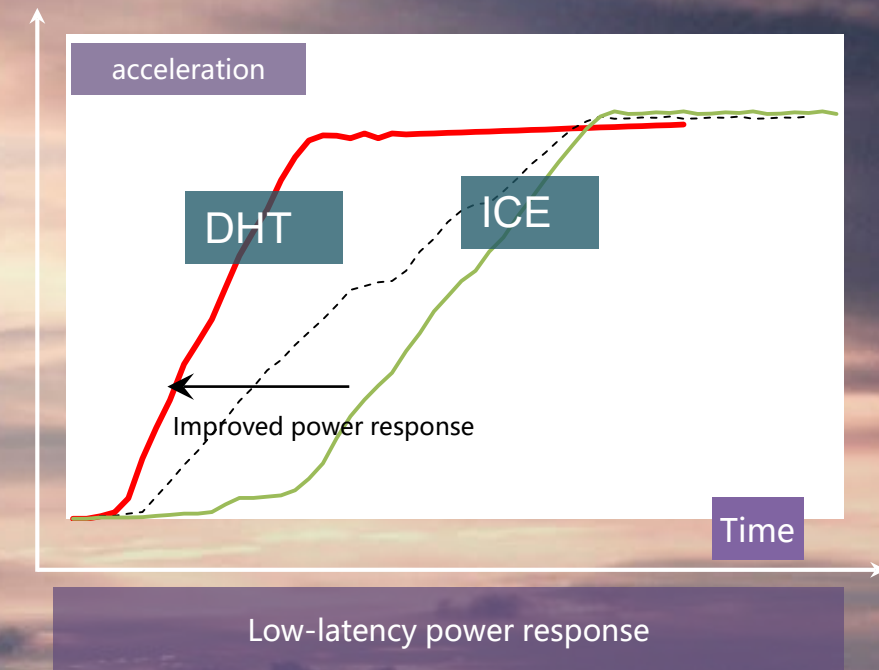 acceleration
DHT
ICE
Improved power response
Time
Low-latency power response